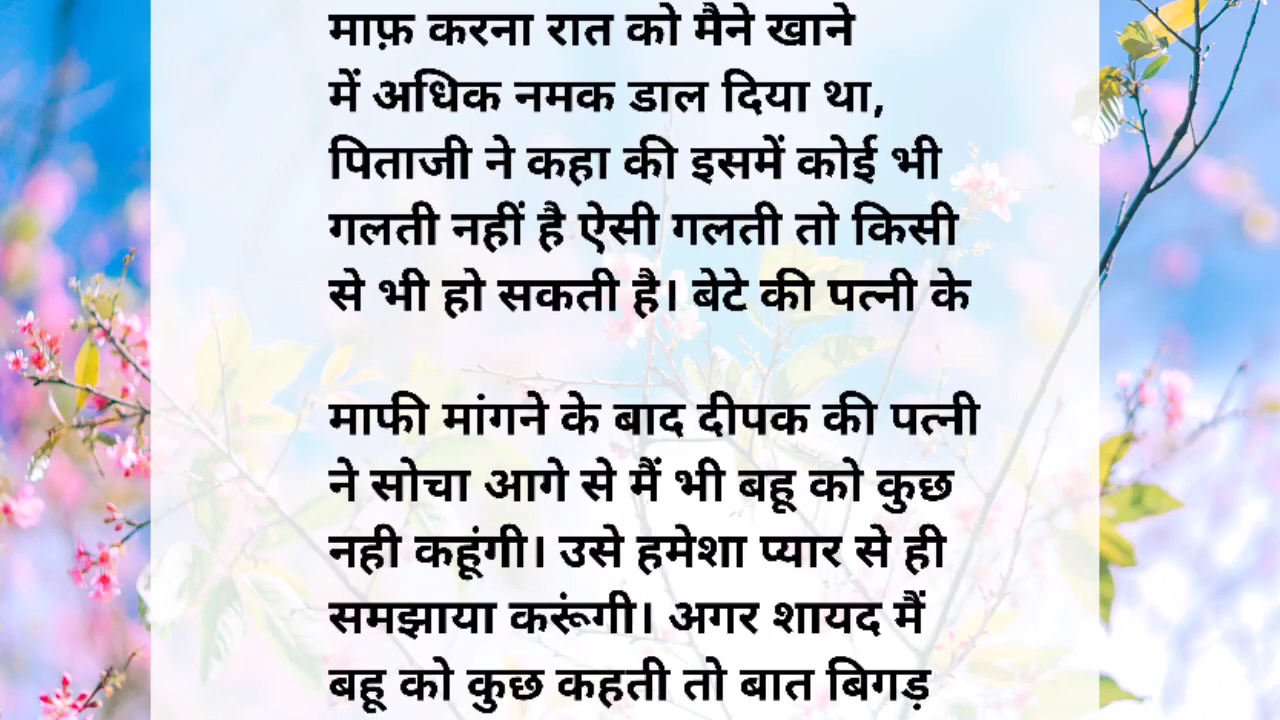 माफ़ करना रात को मैने खाने
में अधिक नमक डाल दिया था,
पिताजी ने कहा की इसमें कोई भी
गलती नहीं है ऐसी गलती तो किसी
से भी हो सकती है। बेटे की पत्नी के
माफी मांगने के बाद दीपक की पत्नी
ने सोचा आगे से मैं भी बहू को कुछ
नही कहूंगी। उसे हमेशा प्यार से ही
समझाया करूंगी। अगर शायद मैं
बहू को कुछ कहती तो बात बिगड़